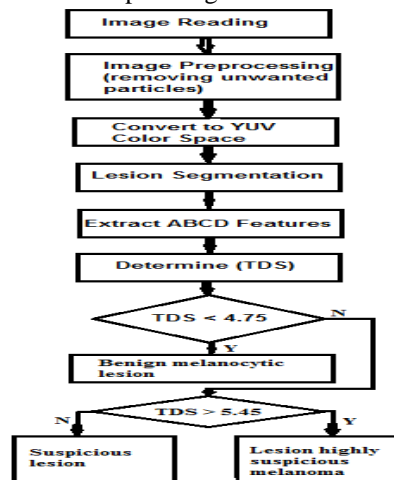 Image Reading
Image Preprocessing
(removing unwanted
particles)
Convert to YUV
Color Space
Lesion Segmentation
Extract ABCD Features
Determine (TDS)
TDS < 4.75
N
Y
Benign melanocytic
lesion
N
TDS > 5.45
Y
Suspicious
lesion
Lesion highly
suspicious
melanoma